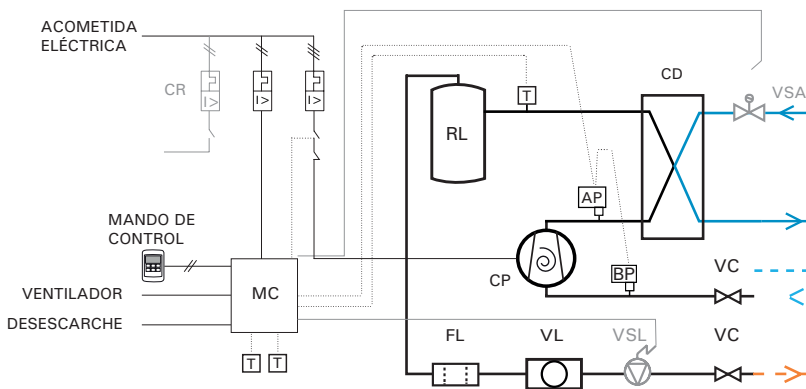 ACOMETIDA
ELÉCTRICA
CR
I>
I>
I>
T
CD
VSA
RL
AP
MANDO DE
CONTROL
CP
BP
VC
MC
VENTILADOR
DESESCARCHE
FL
VL
VSL
VC
T
T